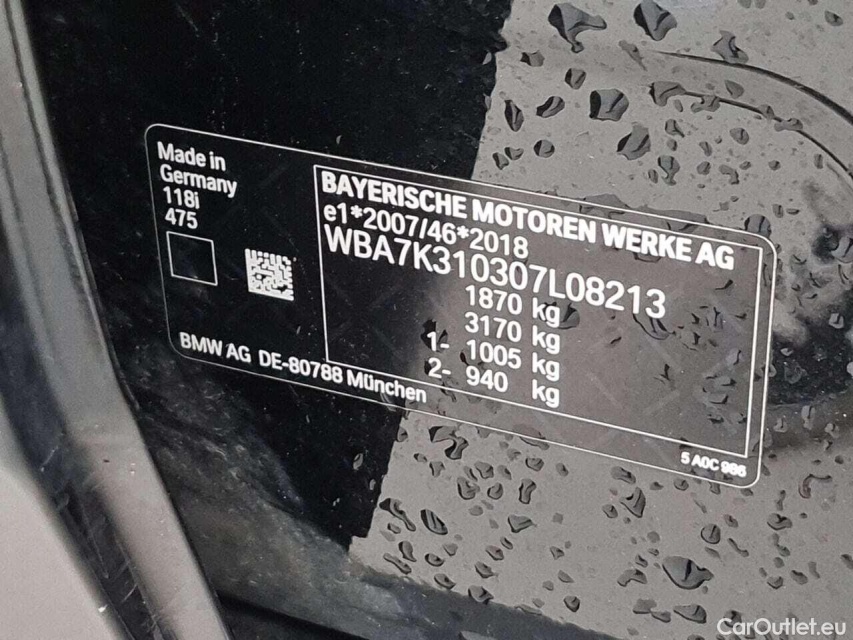 Made in
Germany
118i
475
BMW AG DE-80788 München
BAYERISCHE MOTOREN WERKE AG
e1*2007/46*2018
WBA7K310307L08213
1870 kg
3170 kg
1- 1005 kg
2- 940 kg
5 A0C 986
CarOutlet.eu